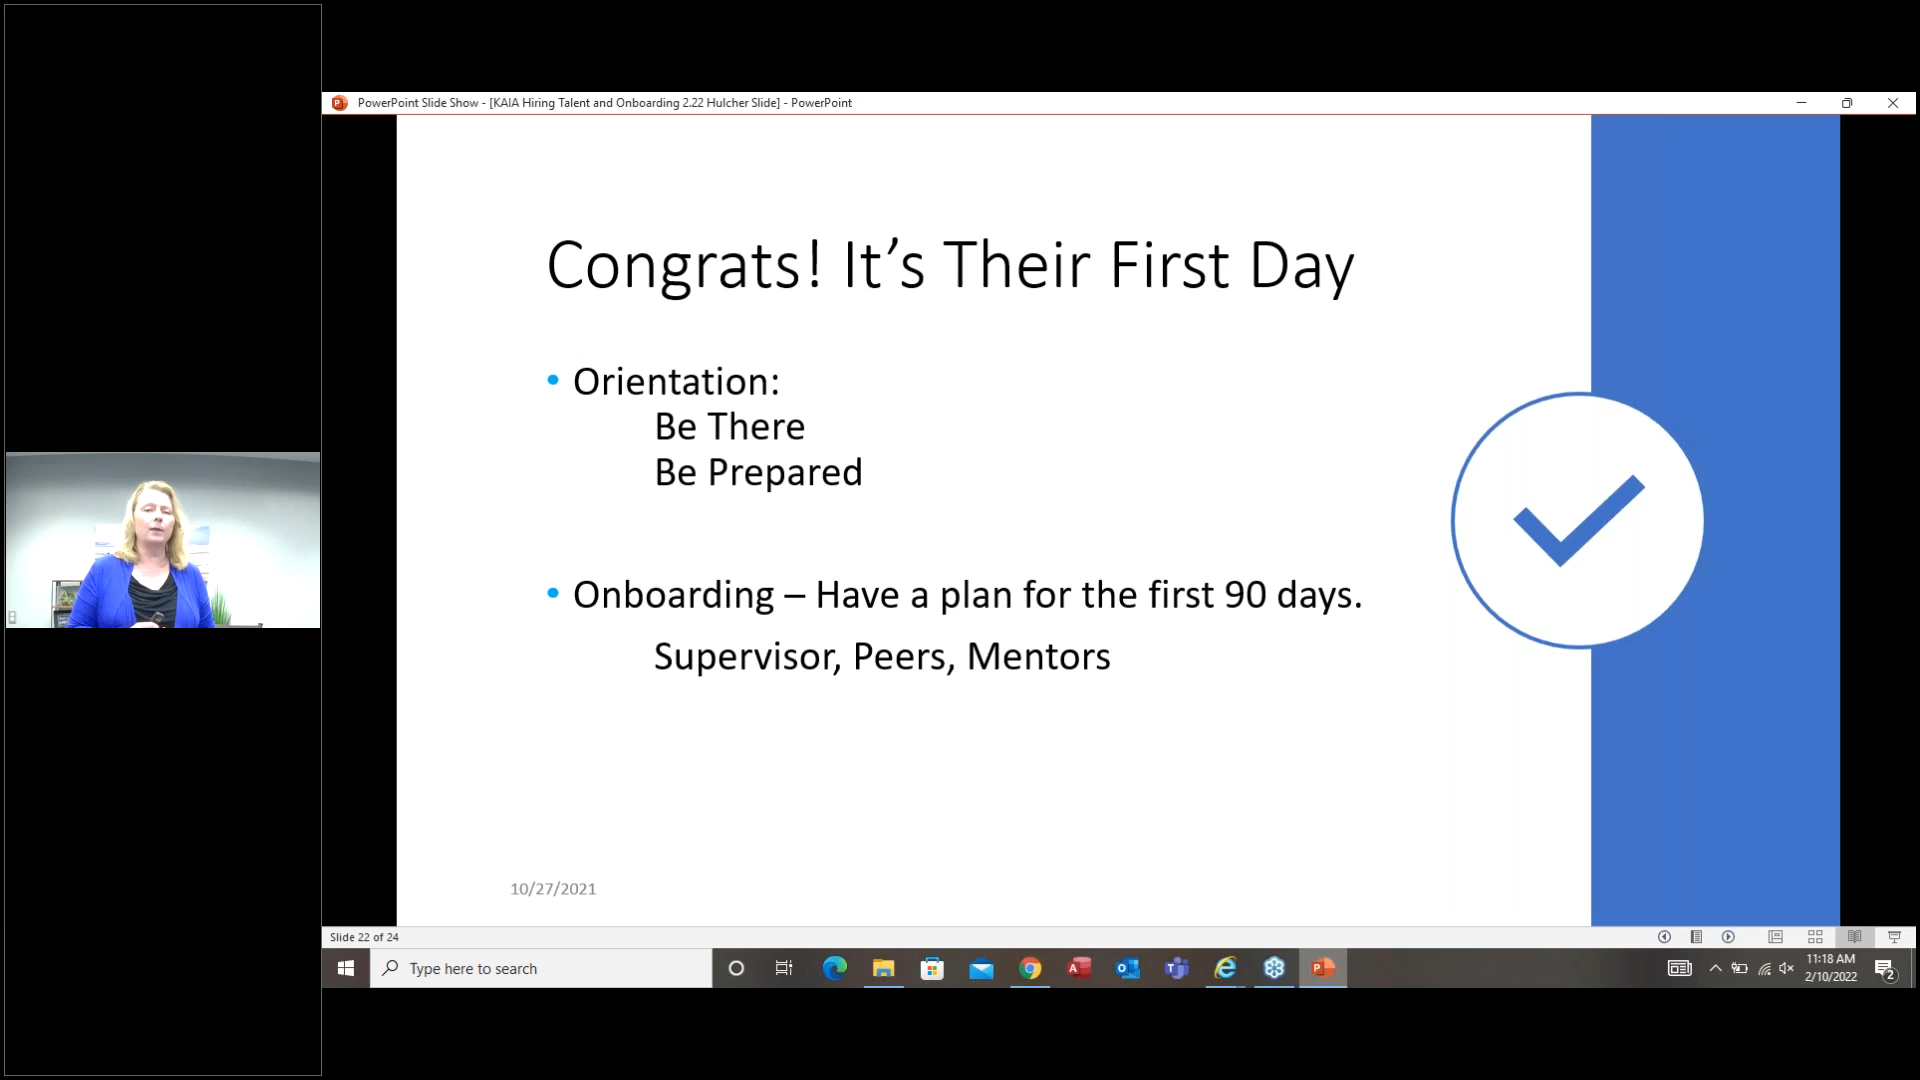 PowerPoint Slide Show - [KAIA Hiring Talent and Onboarding 2.22 Hulcher Slide] - PowerPoint
Congrats! It’s Their First Day
• Orientation:
Be There
Be Prepared
• Onboarding – Have a plan for the first 90 days.
Supervisor, Peers, Mentors
10/27/2021
Slide 22 of 24
Type here to search
11:18 AM
2/10/2022
2